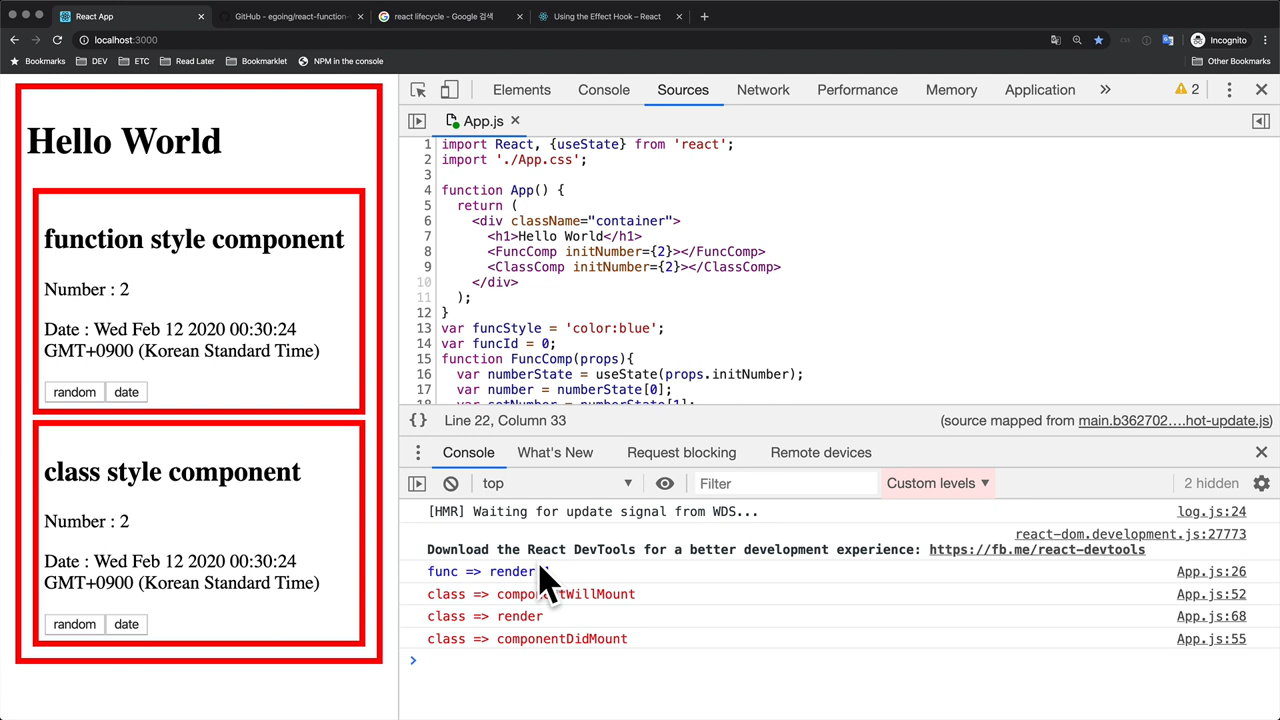 React App
GitHub - egoing/react-function-
react lifecycle - Google 검색
Using the Effect Hook – React
localhost:3000
Incognito
Bookmarks
DEV
ETC
Read Later
Bookmarklet
NPM in the console
Other Bookmarks
Hello World
function style component
Number : 2
Date : Wed Feb 12 2020 00:30:24
GMT+0900 (Korean Standard Time)
random date
class style component
Number : 2
Date : Wed Feb 12 2020 00:30:24
GMT+0900 (Korean Standard Time)
random date
Elements Console Sources Network Performance Memory Application » 2
App.js
1 import React, {useState} from 'react';
2 import './App.css';
3
4 function App() {
5 return (
6 <div className="container">
7 <h1>Hello World</h1>
8 <FuncComp initNumber={2}></FuncComp>
9 <ClassComp initNumber={2}></ClassComp>
10 </div>
11 );
12 }
13 var funcStyle = 'color:blue';
14 var funcId = 0;
15 function FuncComp(props){
16 var numberState = useState(props.initNumber);
17 var number = numberState[0];
18 var setNumber = numberState[1];
{} Line 22, Column 33 (source mapped from main.b362702….hot-update.js)
Console What's New Request blocking Remote devices
top Filter Custom levels 2 hidden
[HMR] Waiting for update signal from WDS... log.js:24
react-dom.development.js:27773
Download the React DevTools for a better development experience: https://fb.me/react-devtools
func => render App.js:26
class => componentWillMount App.js:52
class => render App.js:68
class => componentDidMount App.js:55